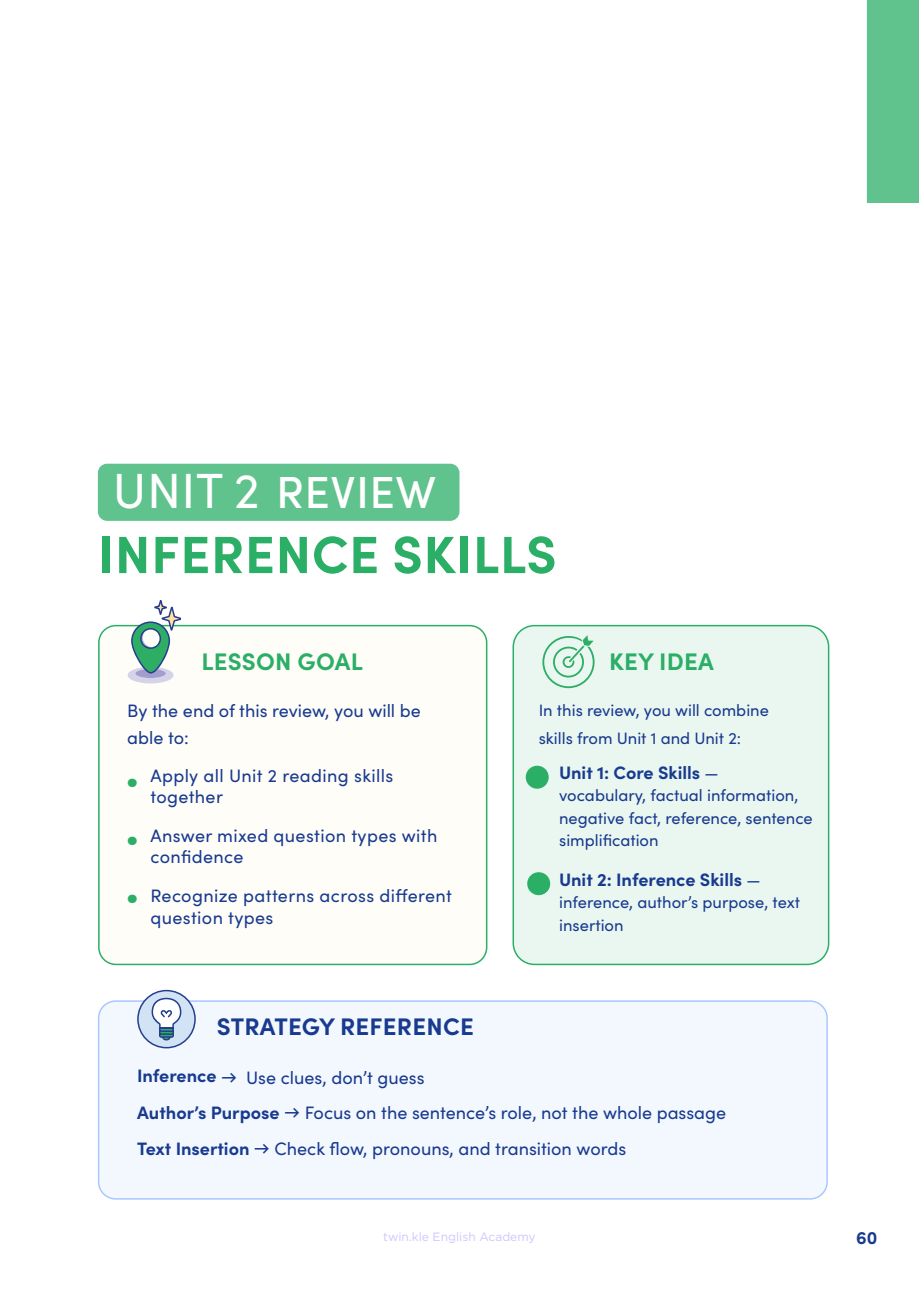 UNIT 2 REVIEW
INFERENCE SKILLS
LESSON GOAL
By the end of this review, you will be
able to:
Apply all Unit 2 reading skills
together
Answer mixed question types with
confidence
Recognize patterns across different
question types
KEY IDEA
In this review, you will combine
skills from Unit 1 and Unit 2:
Unit 1: Core Skills —
vocabulary, factual information,
negative fact, reference, sentence
simplification
Unit 2: Inference Skills —
inference, author’s purpose, text
insertion
STRATEGY REFERENCE
Inference → Use clues, don’t guess
Author’s Purpose → Focus on the sentence’s role, not the whole passage
Text Insertion → Check flow, pronouns, and transition words
twin.kle English Academy
60